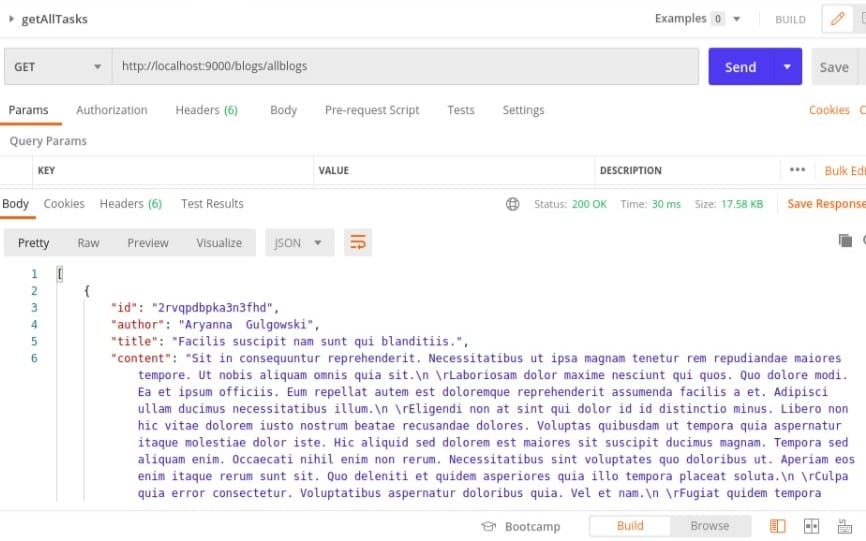 getAllTasks Examples 0 BUILD
GET http://localhost:9000/blogs/allblogs Send Save
Params Authorization Headers (6) Body Pre-request Script Tests Settings Cookies
Query Params
KEY VALUE DESCRIPTION ••• Bulk Edi
Body Cookies Headers (6) Test Results Status: 200 OK Time: 30 ms Size: 17.58 KB Save Response
Pretty Raw Preview Visualize JSON
1 [
2 {
3 "id": "2rvqpdbpka3n3fhd",
4 "author": "Aryanna  Gulgowski",
5 "title": "Facilis suscipit nam sunt qui blanditiis.",
6 "content": "Sit in consequuntur reprehenderit. Necessitatibus ut ipsa magnam tenetur rem repudiandae maiores
tempore. Ut nobis aliquam omnis quia sit.\n \rLaboriosam dolor maxime nesciunt qui quos. Quo dolore modi.
Ea et ipsum officiis. Eum repellat autem est doloremque reprehenderit assumenda facilis a et. Adipisci
ullam ducimus necessitatibus illum.\n \rEligendi non at sint qui dolor id id distinctio minus. Libero non
hic vitae dolorem iusto nostrum beatae recusandae dolores. Voluptas quibusdam ut tempora quia aspernatur
itaque molestiae dolor iste. Hic aliquid sed dolorem est maiores sit suscipit ducimus magnam. Tempora sed
aliquam enim. Occaecati nihil enim non rerum. Necessitatibus sint voluptates quo doloribus ut. Aperiam eos
enim itaque rerum sunt sit. Quo deleniti et quidem asperiores quia illo tempora placeat soluta.\n \rCulpa
quia error consectetur. Voluptatibus aspernatur doloribus quia. Vel et nam.\n \rFugiat quidem tempora
Bootcamp Build Browse